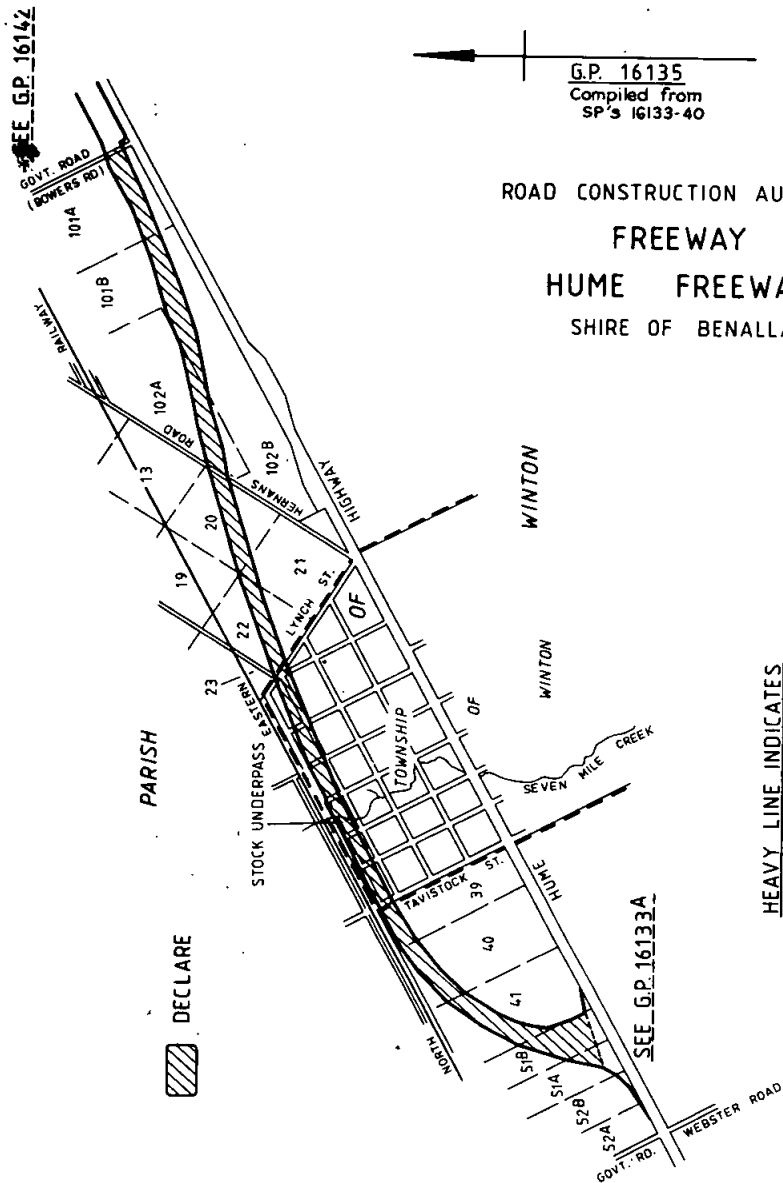 SEE G.P. 16142
G.P. 16135
Compiled from
SP's 16133-40
ROAD CONSTRUCTION AU
FREEWAY
HUME FREEWA
SHIRE OF BENALLA
GOVT. ROAD
(BOWERS RD)
101A
101B
RAILWAY
102A
ROAD
HERNANS
102B
13
20
19
21
22
23
HIGHWAY
LYNCH ST.
OF
WINTON
EASTERN
STOCK UNDERPASS
PARISH
TOWNSHIP
OF
WINTON
SEVEN MILE CREEK
TAVISTOCK ST.
39
HUME
40
41
DECLARE
NORTH
51B
51A
52B
52A
SEE G.P. 16133A
GOVT. RD.
WEBSTER ROAD
HEAVY LINE INDICATES